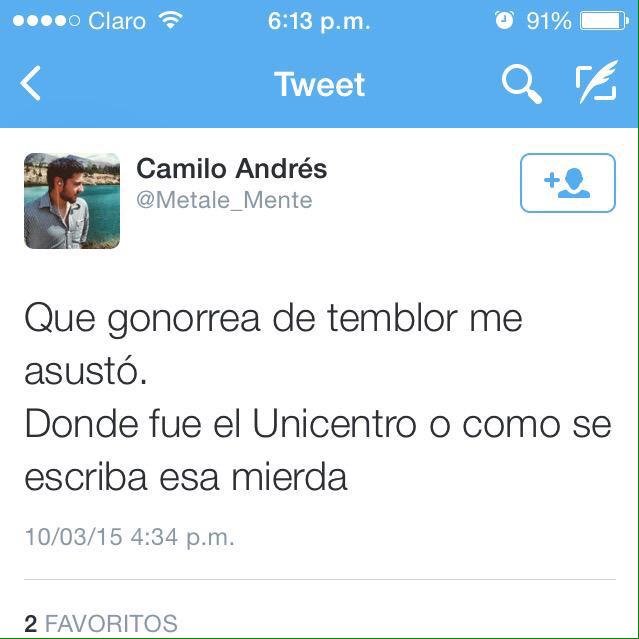 Claro 6:13 p.m. 91%
Tweet
Camilo Andrés
@Metale_Mente
Que gonorrea de temblor me
asustó.
Donde fue el Unicentro o como se
escriba esa mierda
10/03/15 4:34 p.m.
2 FAVORITOS